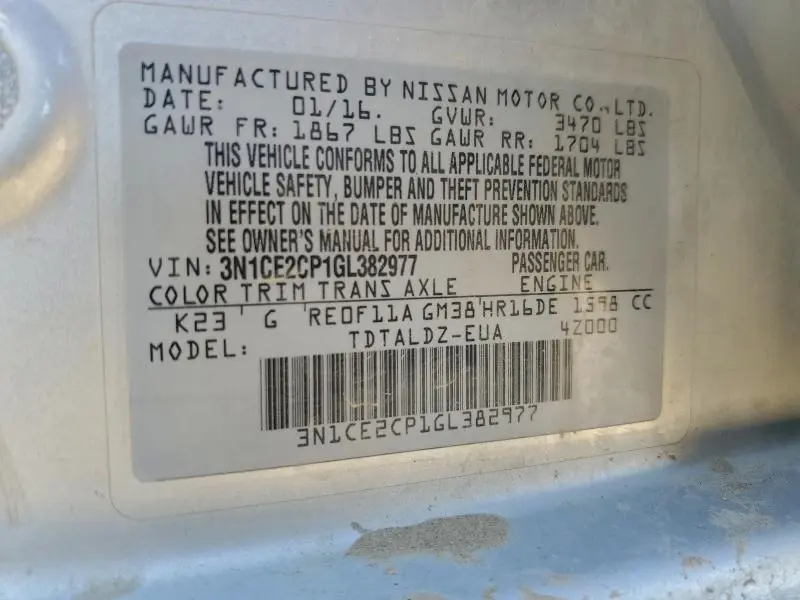 MANUFACTURED BY NISSAN MOTOR CO., LTD.
DATE: 01/16. GVWR: 3470 LBS
GAWR FR: 1867 LBS GAWR RR: 1704 LBS
THIS VEHICLE CONFORMS TO ALL APPLICABLE FEDERAL MOTOR
VEHICLE SAFETY, BUMPER AND THEFT PREVENTION STANDARDS
IN EFFECT ON THE DATE OF MANUFACTURE SHOWN ABOVE.
SEE OWNER'S MANUAL FOR ADDITIONAL INFORMATION.
VIN: 3N1CE2CP1GL382977 PASSENGER CAR.
COLOR TRIM TRANS AXLE ENGINE
K23 G RE0F11A GM38 HR16DE 1598 CC
MODEL: TDTALDZ-EUA 4Z000
3N1CE2CP1GL382977